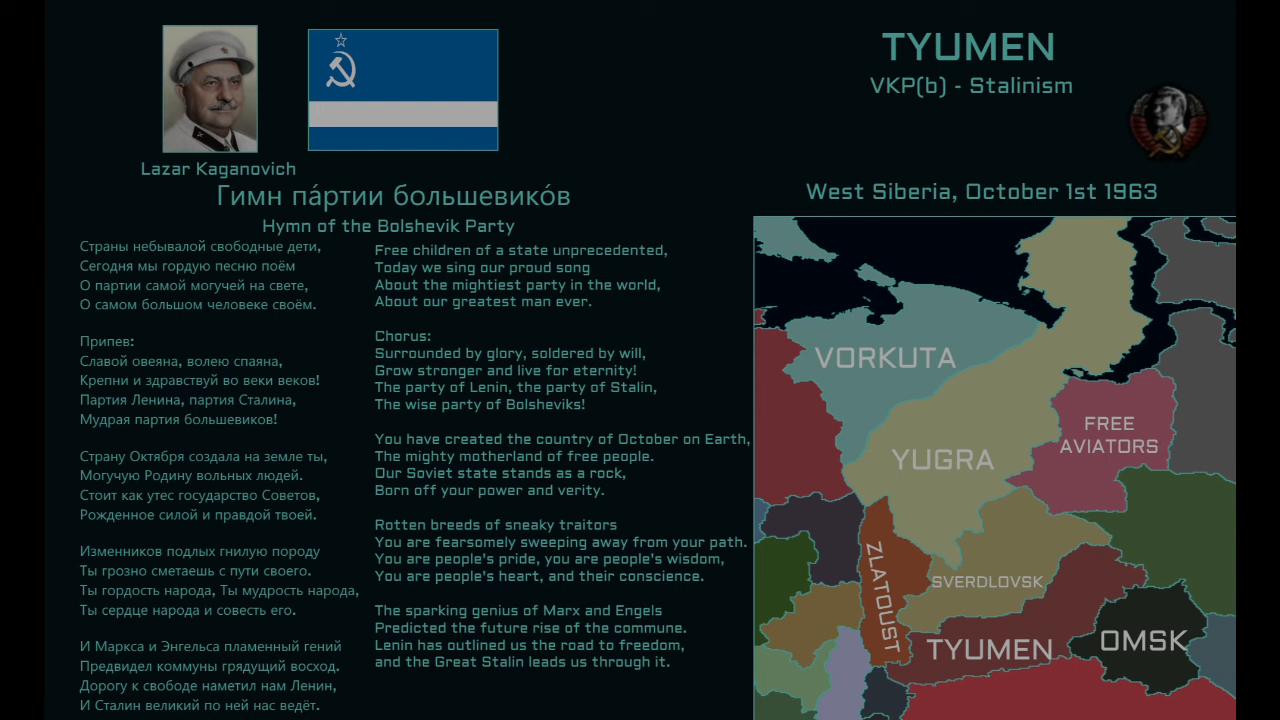 TYUMEN
VKP(b) - Stalinism
Lazar Kaganovich
West Siberia, October 1st 1963
Гимн па́ртии большевико́в
Hymn of the Bolshevik Party
Страны небывалой свободные дети,
Сегодня мы гордую песню поём
О партии самой могучей на свете,
О самом большом человеке своём.
Припев:
Славой овеяна, волею спаяна,
Крепни и здравствуй во веки веков!
Партия Ленина, партия Сталина,
Мудрая партия большевиков!
Страну Октября создала на земле ты,
Могучую Родину вольных людей.
Стоит как утес государство Советов,
Рожденное силой и правдой твоей.
Изменников подлых гнилую породу
Ты грозно сметаешь с пути своего.
Ты гордость народа, Ты мудрость народа,
Ты сердце народа и совесть его.
И Маркса и Энгельса пламенный гений
Предвидел коммуны грядущий восход.
Дорогу к свободе наметил нам Ленин,
И Сталин великий по ней нас ведёт.
Free children of a state unprecedented,
Today we sing our proud song
About the mightiest party in the world,
About our greatest man ever.
Chorus:
Surrounded by glory, soldered by will,
Grow stronger and live for eternity!
The party of Lenin, the party of Stalin,
The wise party of Bolsheviks!
You have created the country of October on Earth,
The mighty motherland of free people.
Our Soviet state stands as a rock,
Born off your power and verity.
Rotten breeds of sneaky traitors
You are fearsomely sweeping away from your path.
You are people's pride, you are people's wisdom,
You are people's heart, and their conscience.
The sparking genius of Marx and Engels
Predicted the future rise of the commune.
Lenin has outlined us the road to freedom,
and the Great Stalin leads us through it.
VORKUTA
FREE
AVIATORS
YUGRA
ZLATOUST
SVERDLOVSK
TYUMEN
OMSK